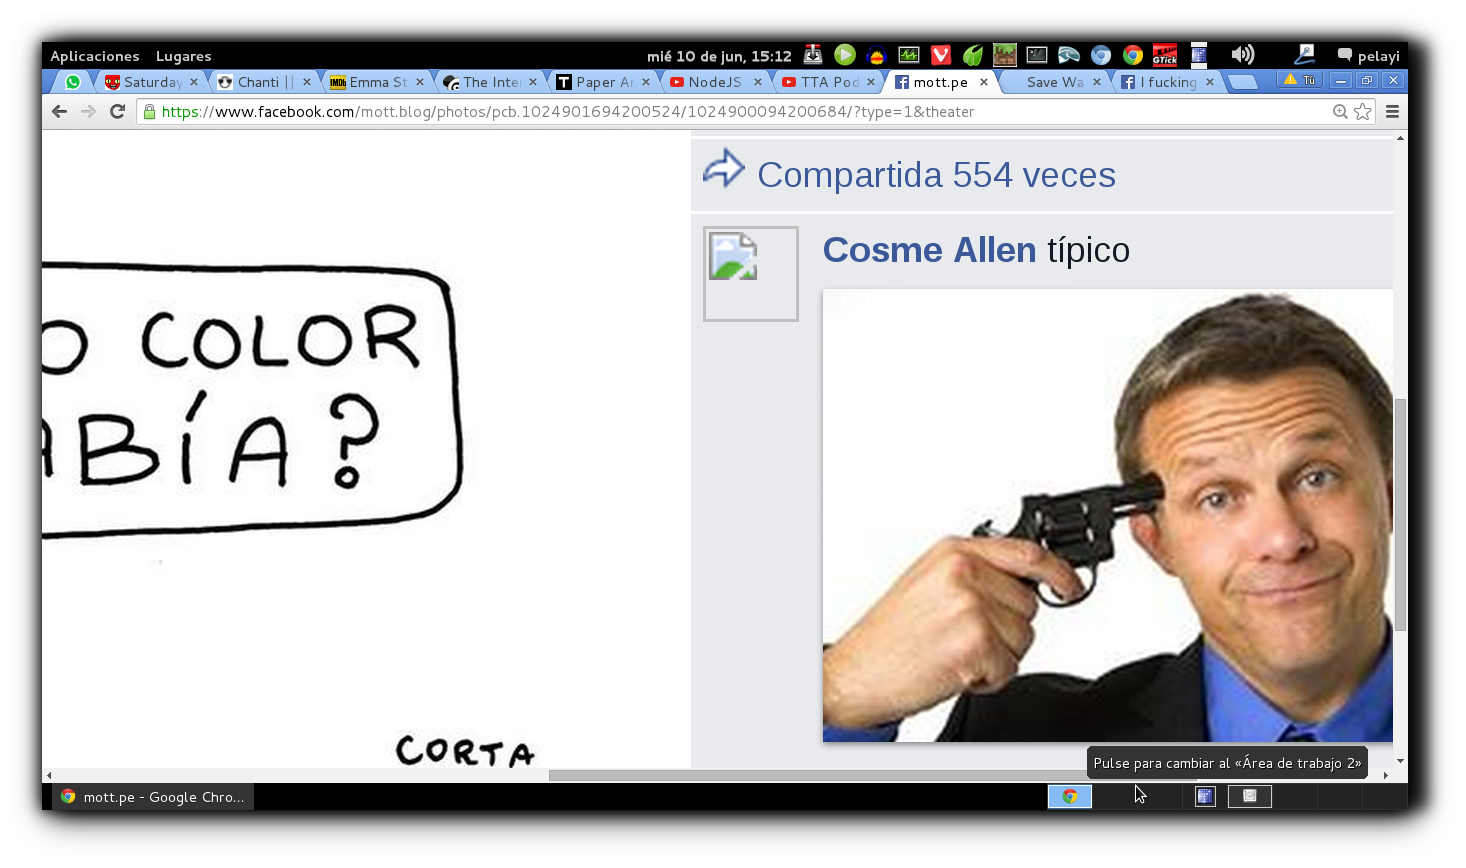 Aplicaciones Lugares mié 10 de jun, 15:12 GTick pelayi
Saturday Chanti || IMDb Emma St The Inte T Paper Ar NodeJS TTA Pod mott.pe Save Wa I fucking Tú
https://www.facebook.com/mott.blog/photos/pcb.1024901694200524/1024900094200684/?type=1&theater
Compartida 554 veces
Cosme Allen típico
O COLOR
ABÍA?
CORTA
Pulse para cambiar al «Área de trabajo 2»
mott.pe - Google Chro...